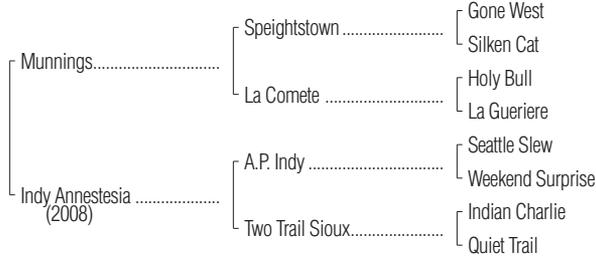 Gone West
Speightstown
Silken Cat
Munnings
Holy Bull
La Comete
La Gueriere
Seattle Slew
A.P. Indy
Weekend Surprise
Indy Annestesia
(2008)
Indian Charlie
Two Trail Sioux
Quiet Trail